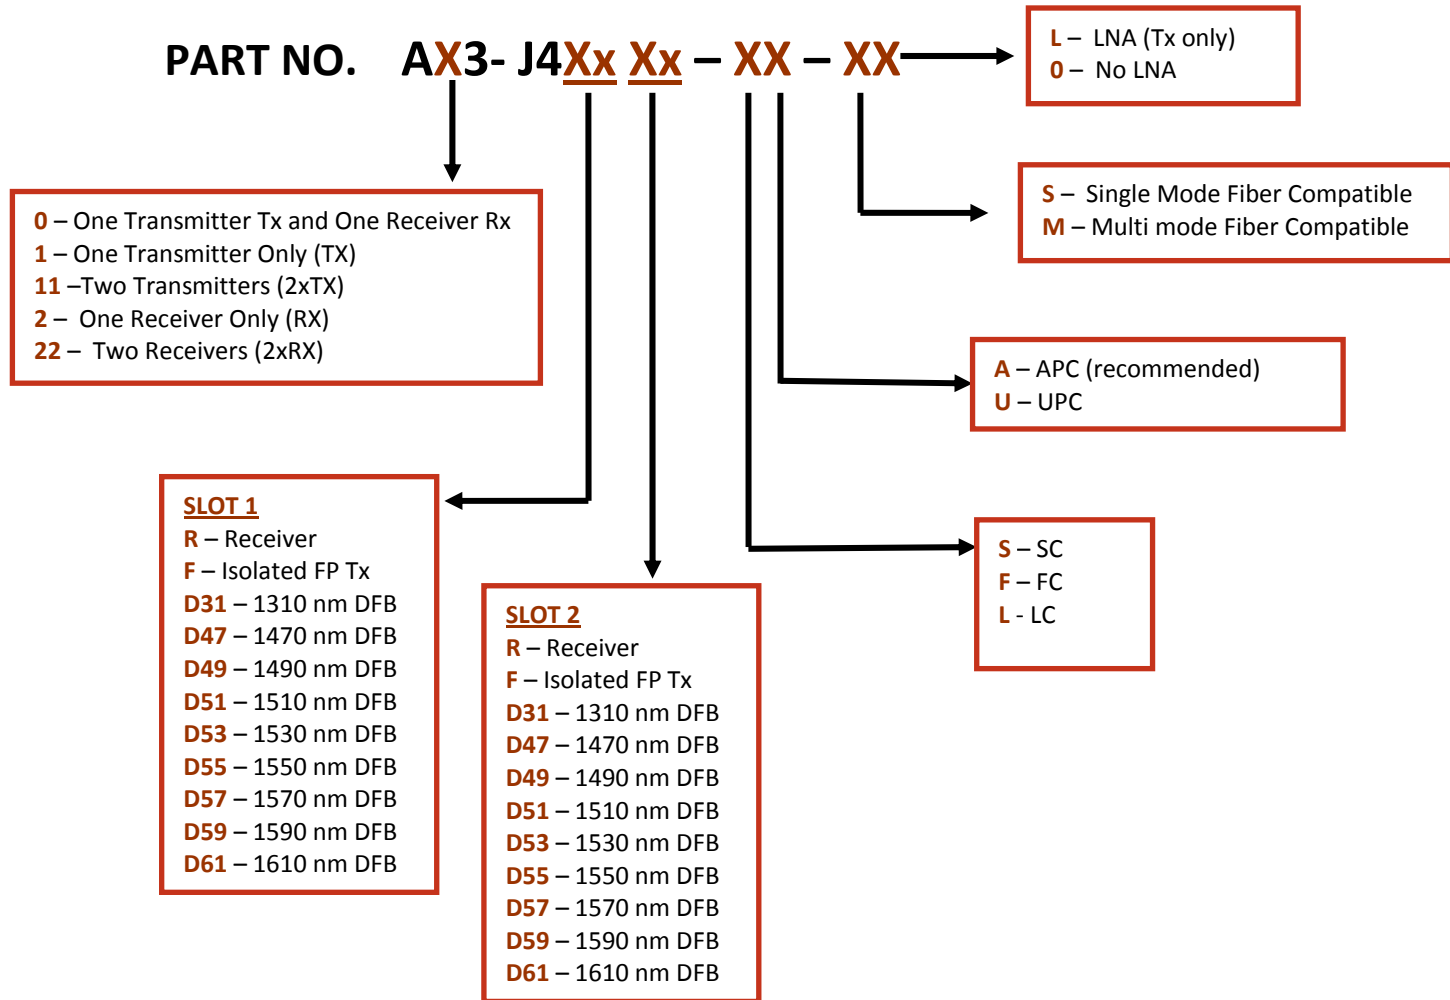 PART NO. AX3- J4Xx Xx – XX – XX
L – LNA (Tx only)
0 – No LNA
S – Single Mode Fiber Compatible
M – Multi mode Fiber Compatible
0 – One Transmitter Tx and One Receiver Rx
1 – One Transmitter Only (TX)
11 –Two Transmitters (2xTX)
2 – One Receiver Only (RX)
22 – Two Receivers (2xRX)
A – APC (recommended)
U – UPC
SLOT 1
R – Receiver
F – Isolated FP Tx
D31 – 1310 nm DFB
D47 – 1470 nm DFB
D49 – 1490 nm DFB
D51 – 1510 nm DFB
D53 – 1530 nm DFB
D55 – 1550 nm DFB
D57 – 1570 nm DFB
D59 – 1590 nm DFB
D61 – 1610 nm DFB
SLOT 2
R – Receiver
F – Isolated FP Tx
D31 – 1310 nm DFB
D47 – 1470 nm DFB
D49 – 1490 nm DFB
D51 – 1510 nm DFB
D53 – 1530 nm DFB
D55 – 1550 nm DFB
D57 – 1570 nm DFB
D59 – 1590 nm DFB
D61 – 1610 nm DFB
S – SC
F – FC
L - LC